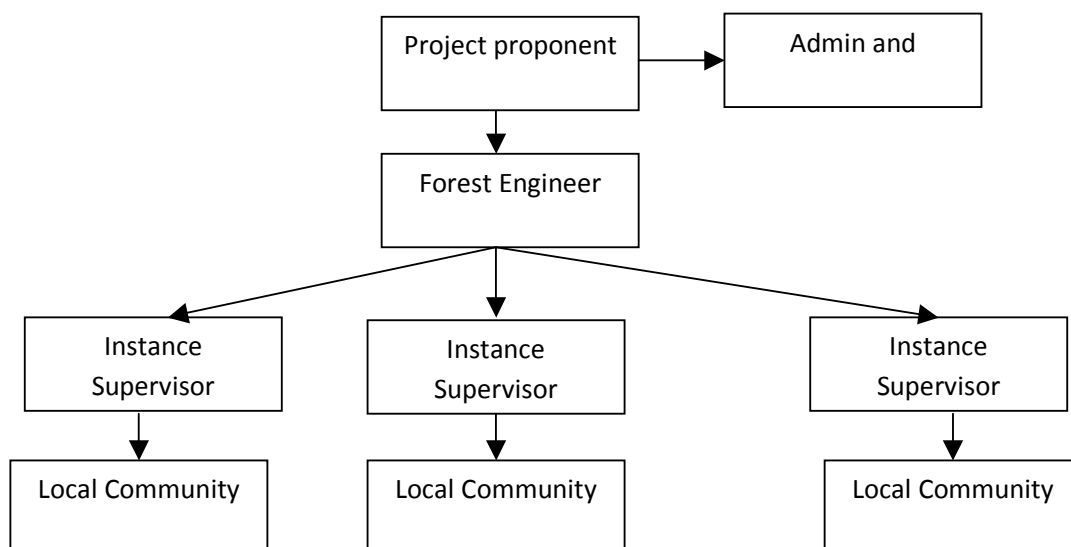 Project proponent
Admin and
Forest Engineer
Instance
Supervisor
Instance
Supervisor
Instance
Supervisor
Local Community
Local Community
Local Community